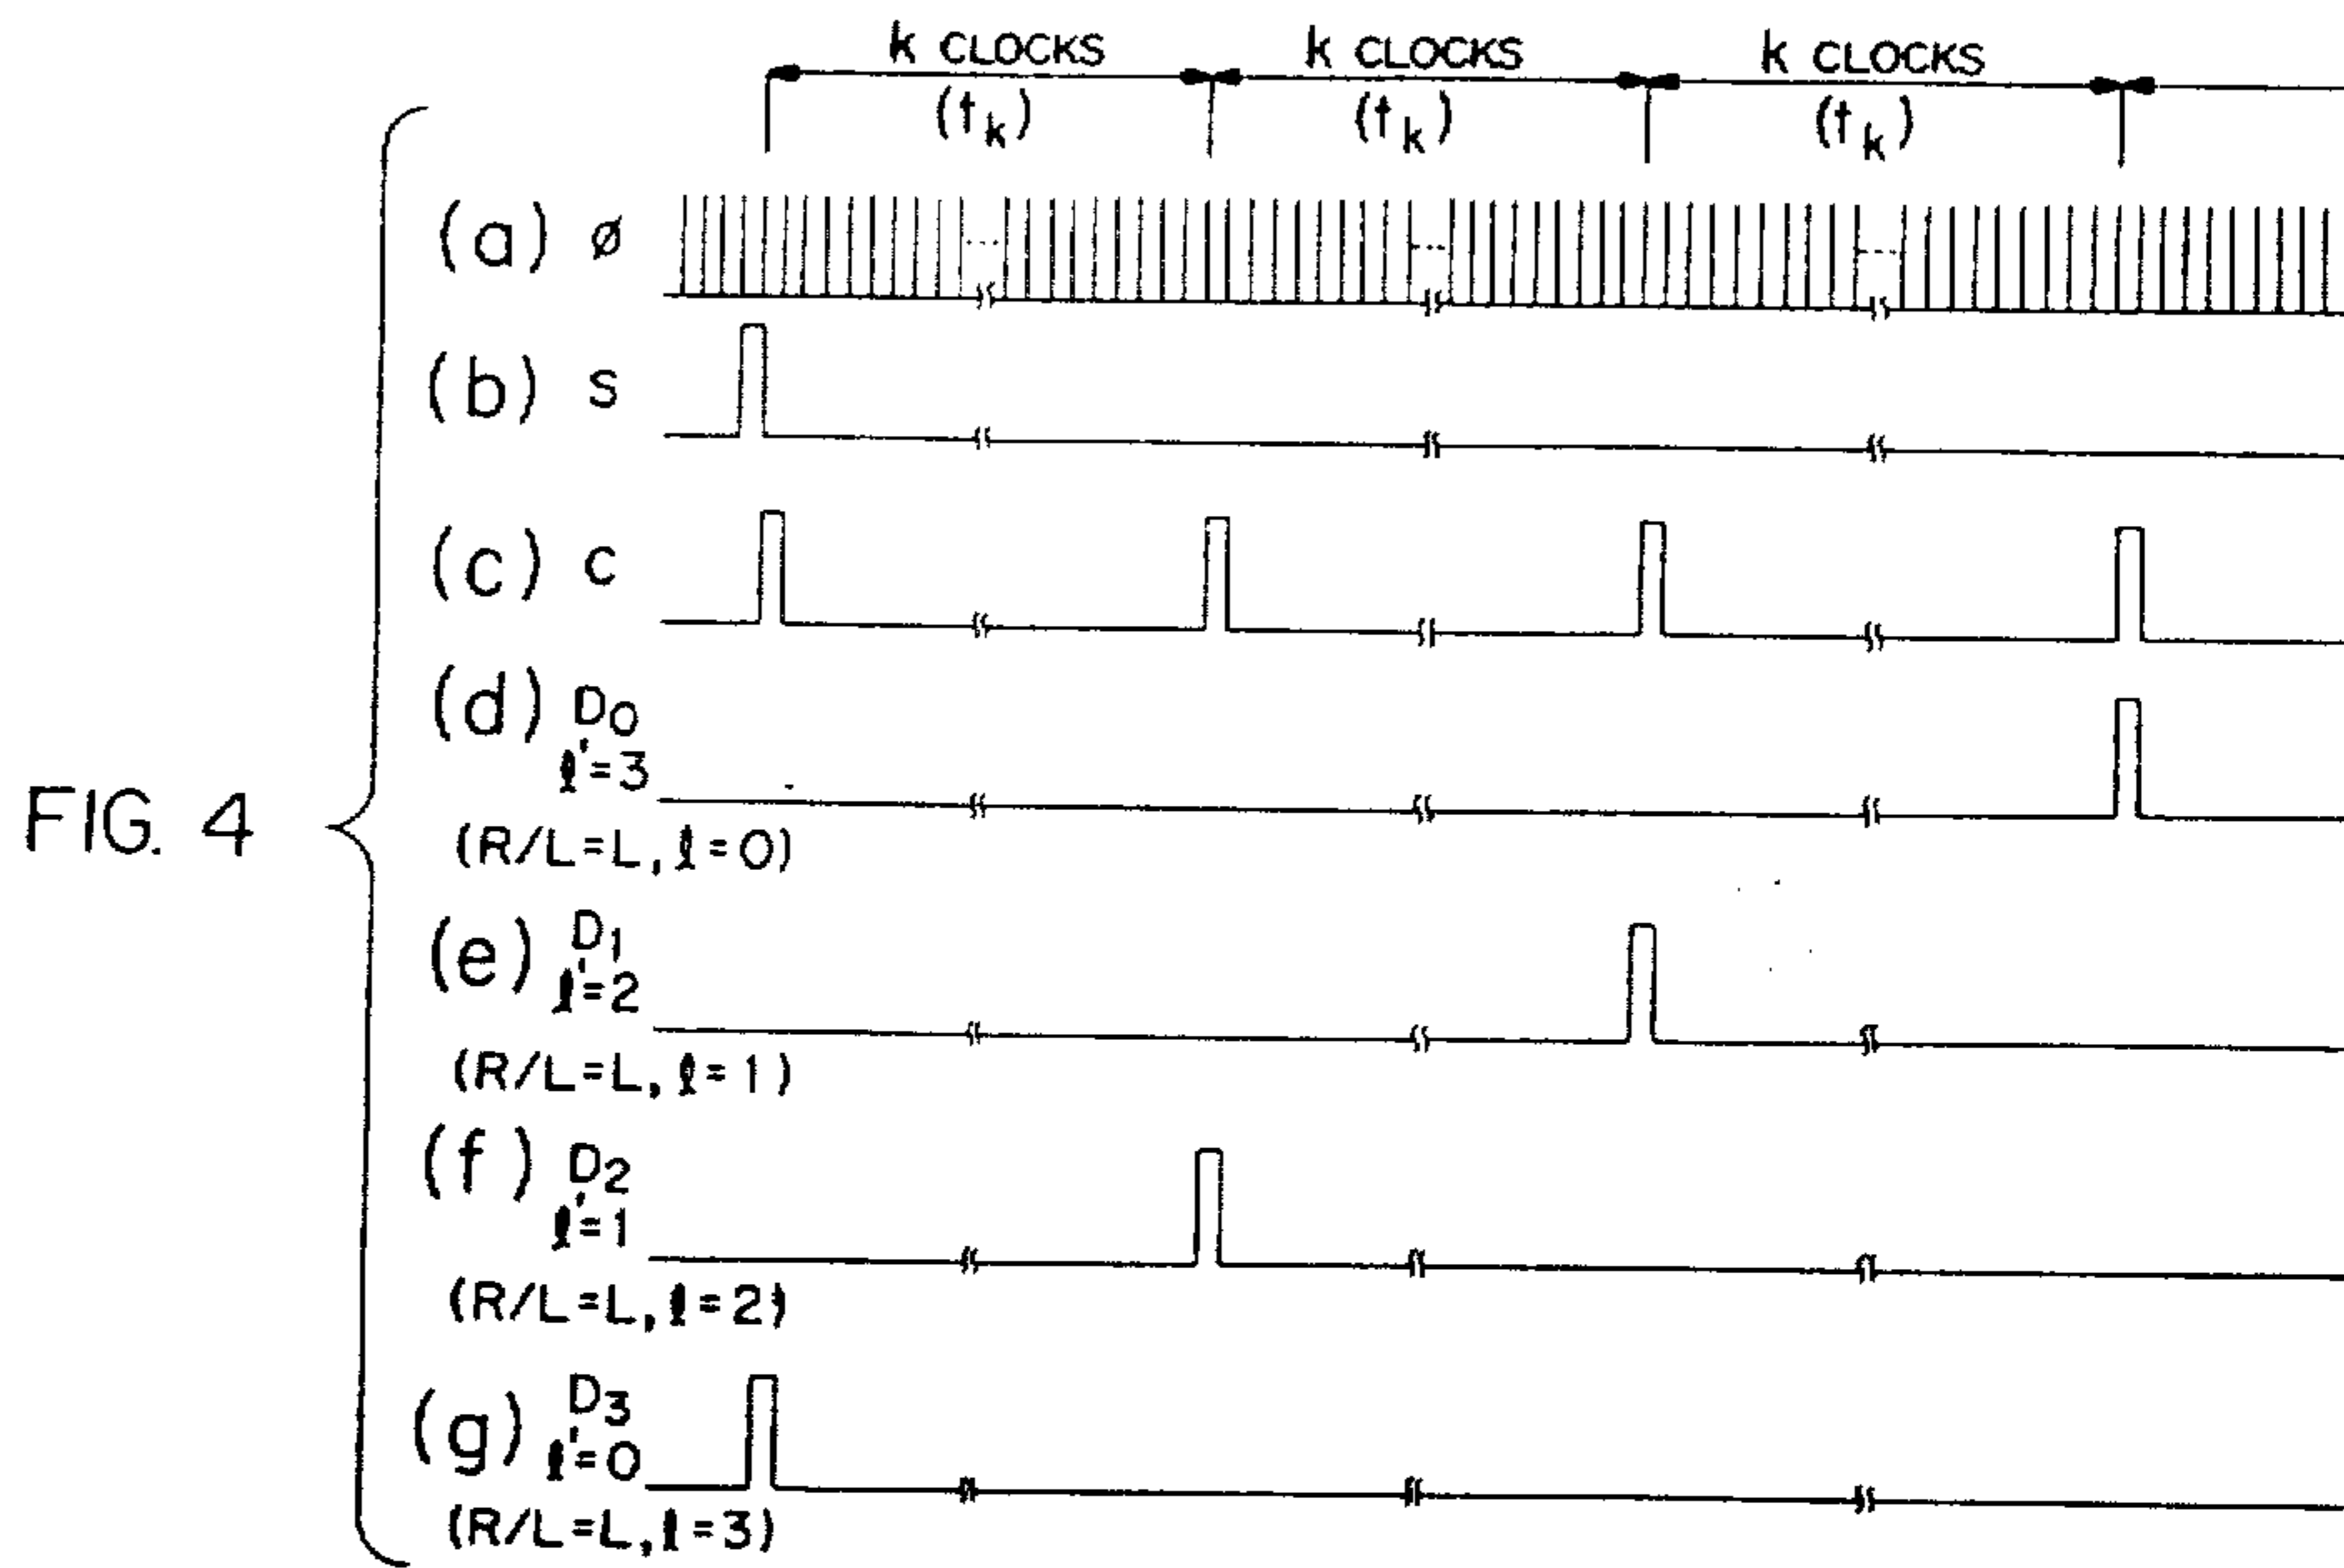 k CLOCKS k CLOCKS k CLOCKS
(tk) (tk) (tk)
(a) ø
(b) S
(c) C
(d) D0
ℓ'=3
FIG. 4
(R/L=L, ℓ=0)
(e) D1
ℓ'=2
(R/L=L, ℓ=1)
(f) D2
ℓ'=1
(R/L=L, ℓ=2)
(g) D3
ℓ'=0
(R/L=L, ℓ=3)